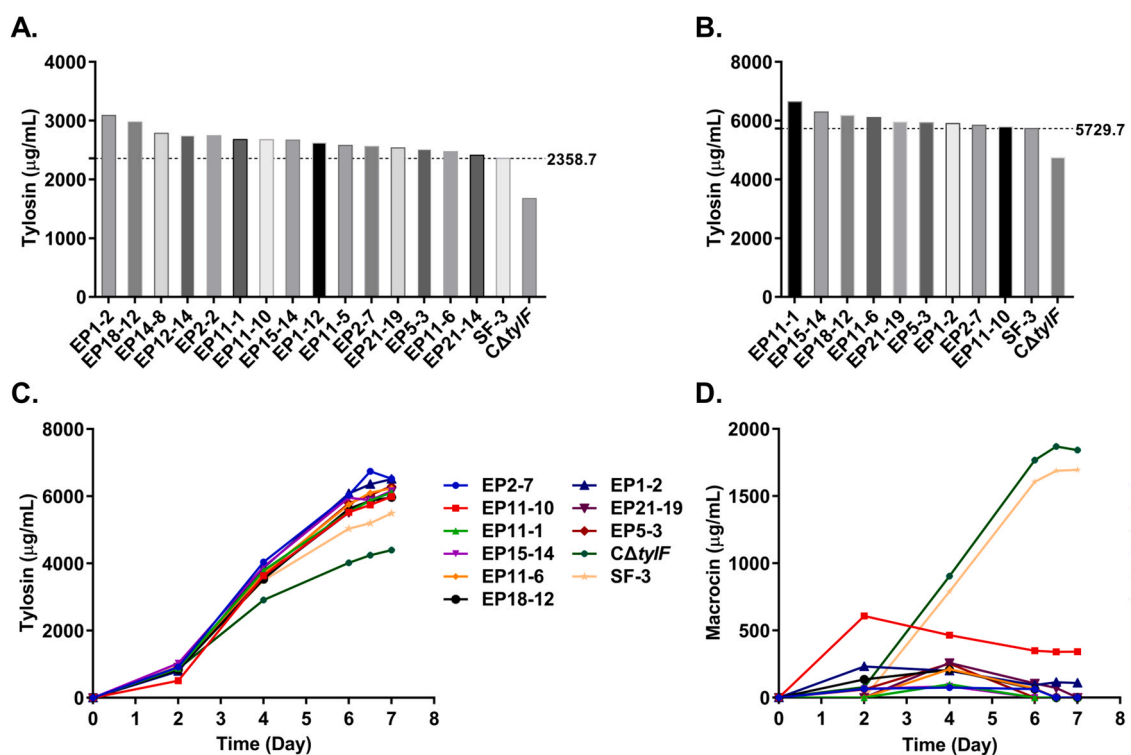 A.
Tylosin (μg/mL)
4000
3000
2000
1000
0
2358.7
EP1-2
EP18-12
EP14-8
EP12-14
EP2-2
EP11-1
EP11-10
EP15-14
EP1-12
EP11-5
EP2-7
EP21-19
EP5-3
EP11-6
EP21-14
SF-3
CΔtylF
B.
Tylosin (μg/mL)
8000
6000
4000
2000
0
5729.7
EP11-1
EP15-14
EP18-12
EP11-6
EP21-19
EP5-3
EP1-2
EP2-7
EP11-10
SF-3
CΔtylF
C.
Tylosin (μg/mL)
8000
6000
4000
2000
0
0 1 2 3 4 5 6 7 8
Time (Day)
EP2-7
EP11-10
EP11-1
EP15-14
EP11-6
EP18-12
EP1-2
EP21-19
EP5-3
CΔtylF
SF-3
D.
Macrocin (μg/mL)
2000
1500
1000
500
0
0 1 2 3 4 5 6 7 8
Time (Day)